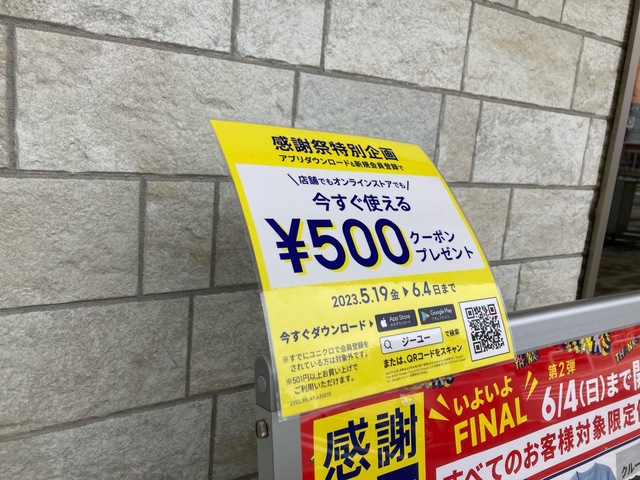 感謝祭特別企画
アプリダウンロード&新規会員登録で
店舗でもオンラインストアでも
今すぐ使える
¥500クーポンプレゼント
2023.5.19金▶6.4日まで
今すぐダウンロード▶ App Store Google Play
ジーユー で検索
または、QRコードをスキャン
※すでにユニクロで会員登録を
されている方は対象外です。
※501円以上お買い上げで
ご利用いただけます。
感謝
いよいよ
FINAL
第2弾
6/4(日)まで開
すべてのお客様対象限定
クルー